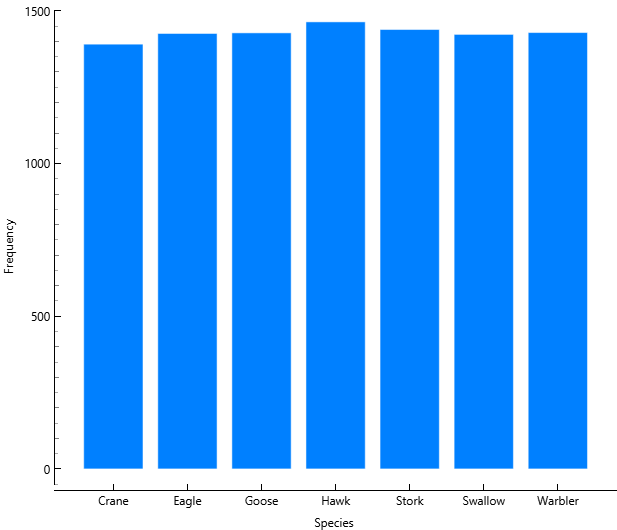 1500
1000
500
0
Frequency
Crane Eagle Goose Hawk Stork Swallow Warbler
Species